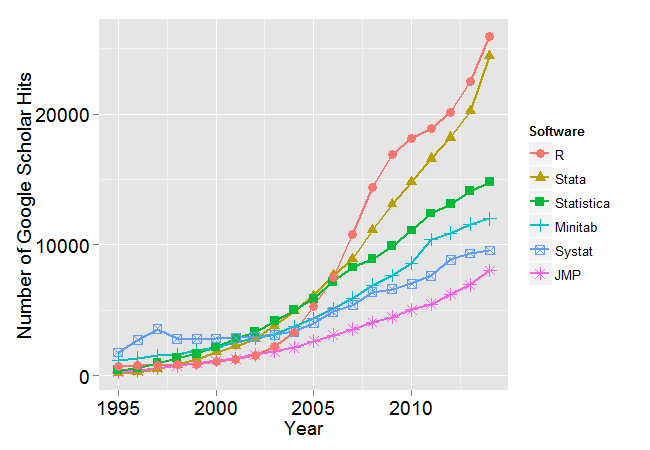 Number of Google Scholar Hits
20000
10000
0
1995 2000 2005 2010
Year
Software
R
Stata
Statistica
Minitab
Systat
JMP